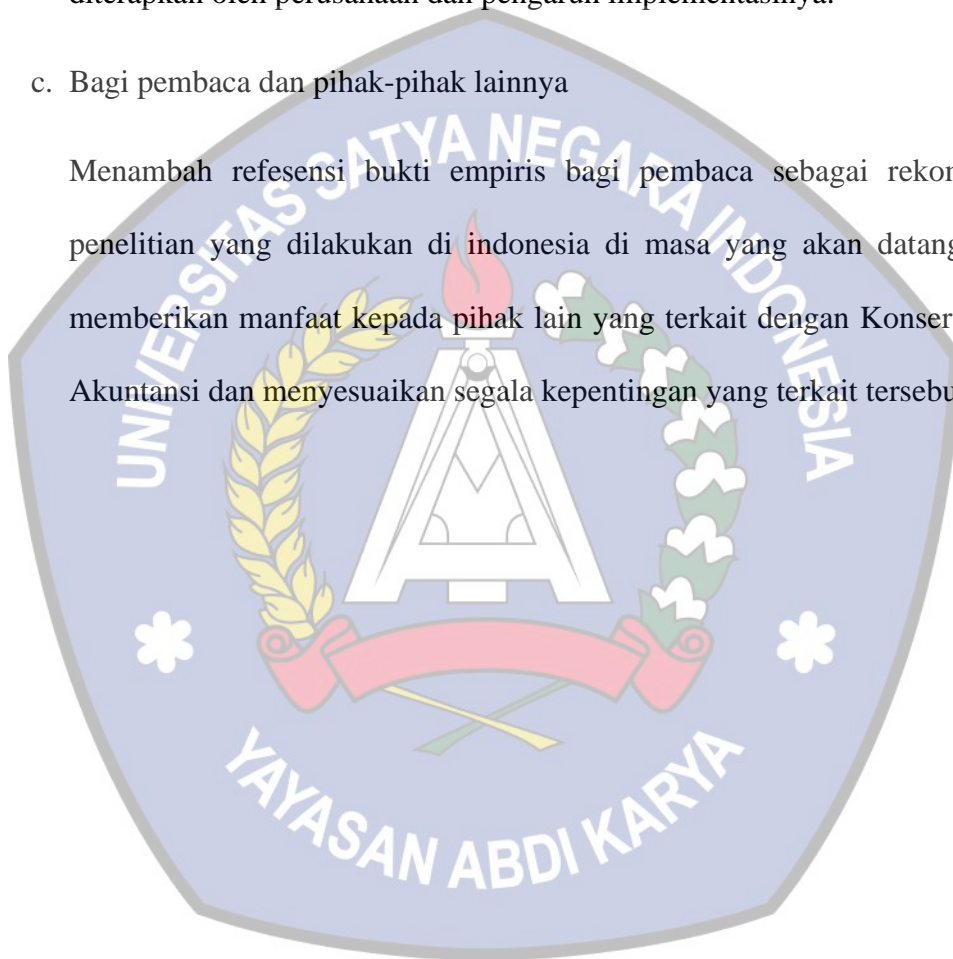 diterapkan oleh perusahaan dan pengaruh implementasinya.
c. Bagi pembaca dan pihak-pihak lainnya
Menambah refesensi bukti empiris bagi pembaca sebagai rekor
penelitian yang dilakukan di indonesia di masa yang akan datang
memberikan manfaat kepada pihak lain yang terkait dengan Konser
Akuntansi dan menyesuaikan segala kepentingan yang terkait tersebu
UNIVERSITAS SATYA NEGARA INDONESIA
YAYASAN ABDI KARYA